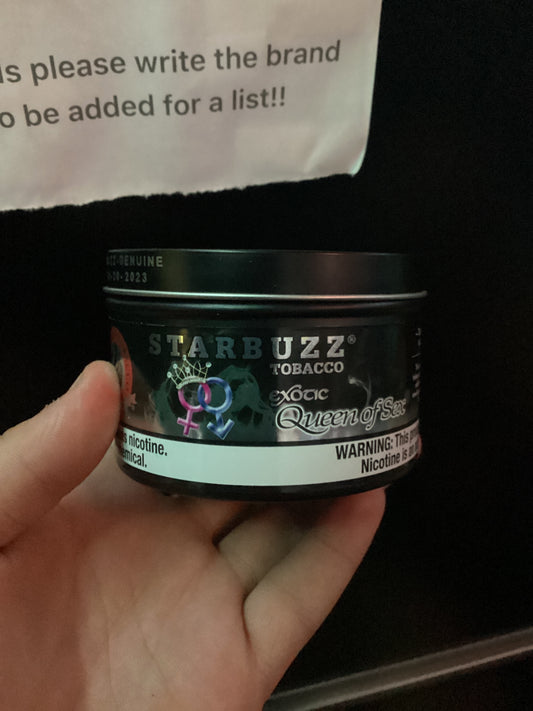 ls please write the brand
o be added for a list!!
GENUINE
2023
STARBUZZ®
TOBACCO
EXOTIC
Queen of Sex
s nicotine.
emical.
WARNING: This
Nicotine is